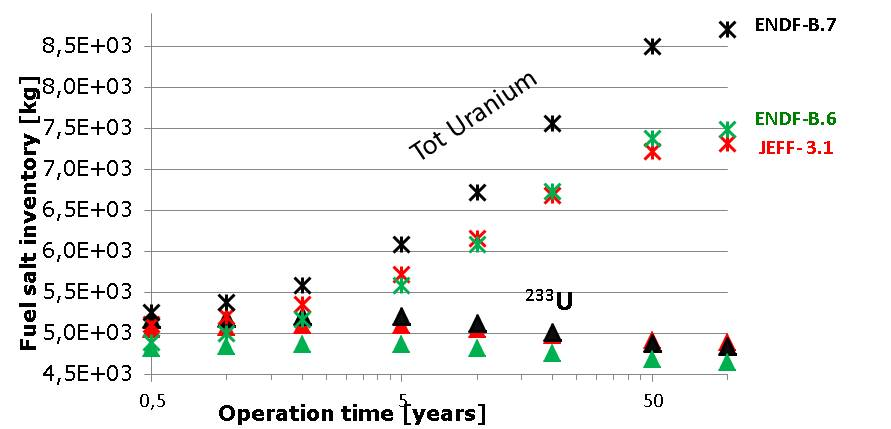 ENDF-B.7
8,5E+03
8,0E+03
Tot Uranium
7,5E+03
ENDF-B.6
JEFF- 3.1
7,0E+03
6,5E+03
6,0E+03
5,5E+03
233U
5,0E+03
4,5E+03
Fuel salt inventory [kg]
0,5
5
50
Operation time [years]